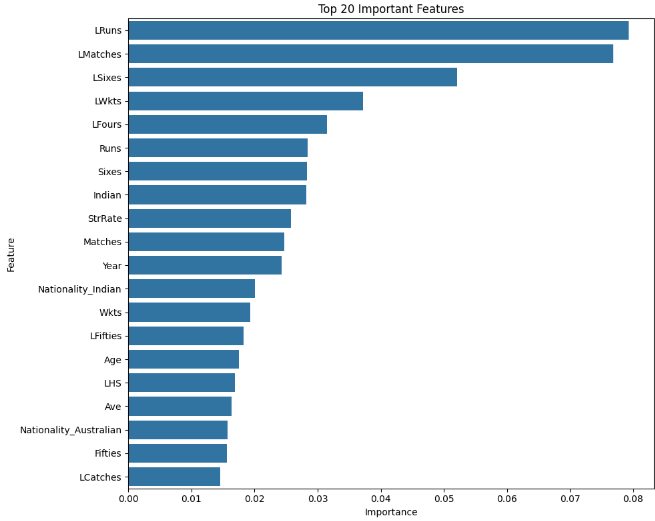 Top 20 Important Features
Feature
LRuns
LMatches
LSixes
LWkts
LFours
Runs
Sixes
Indian
StrRate
Matches
Year
Nationality_Indian
Wkts
LFifties
Age
LHS
Ave
Nationality_Australian
Fifties
LCatches
0.00 0.01 0.02 0.03 0.04 0.05 0.06 0.07 0.08
Importance